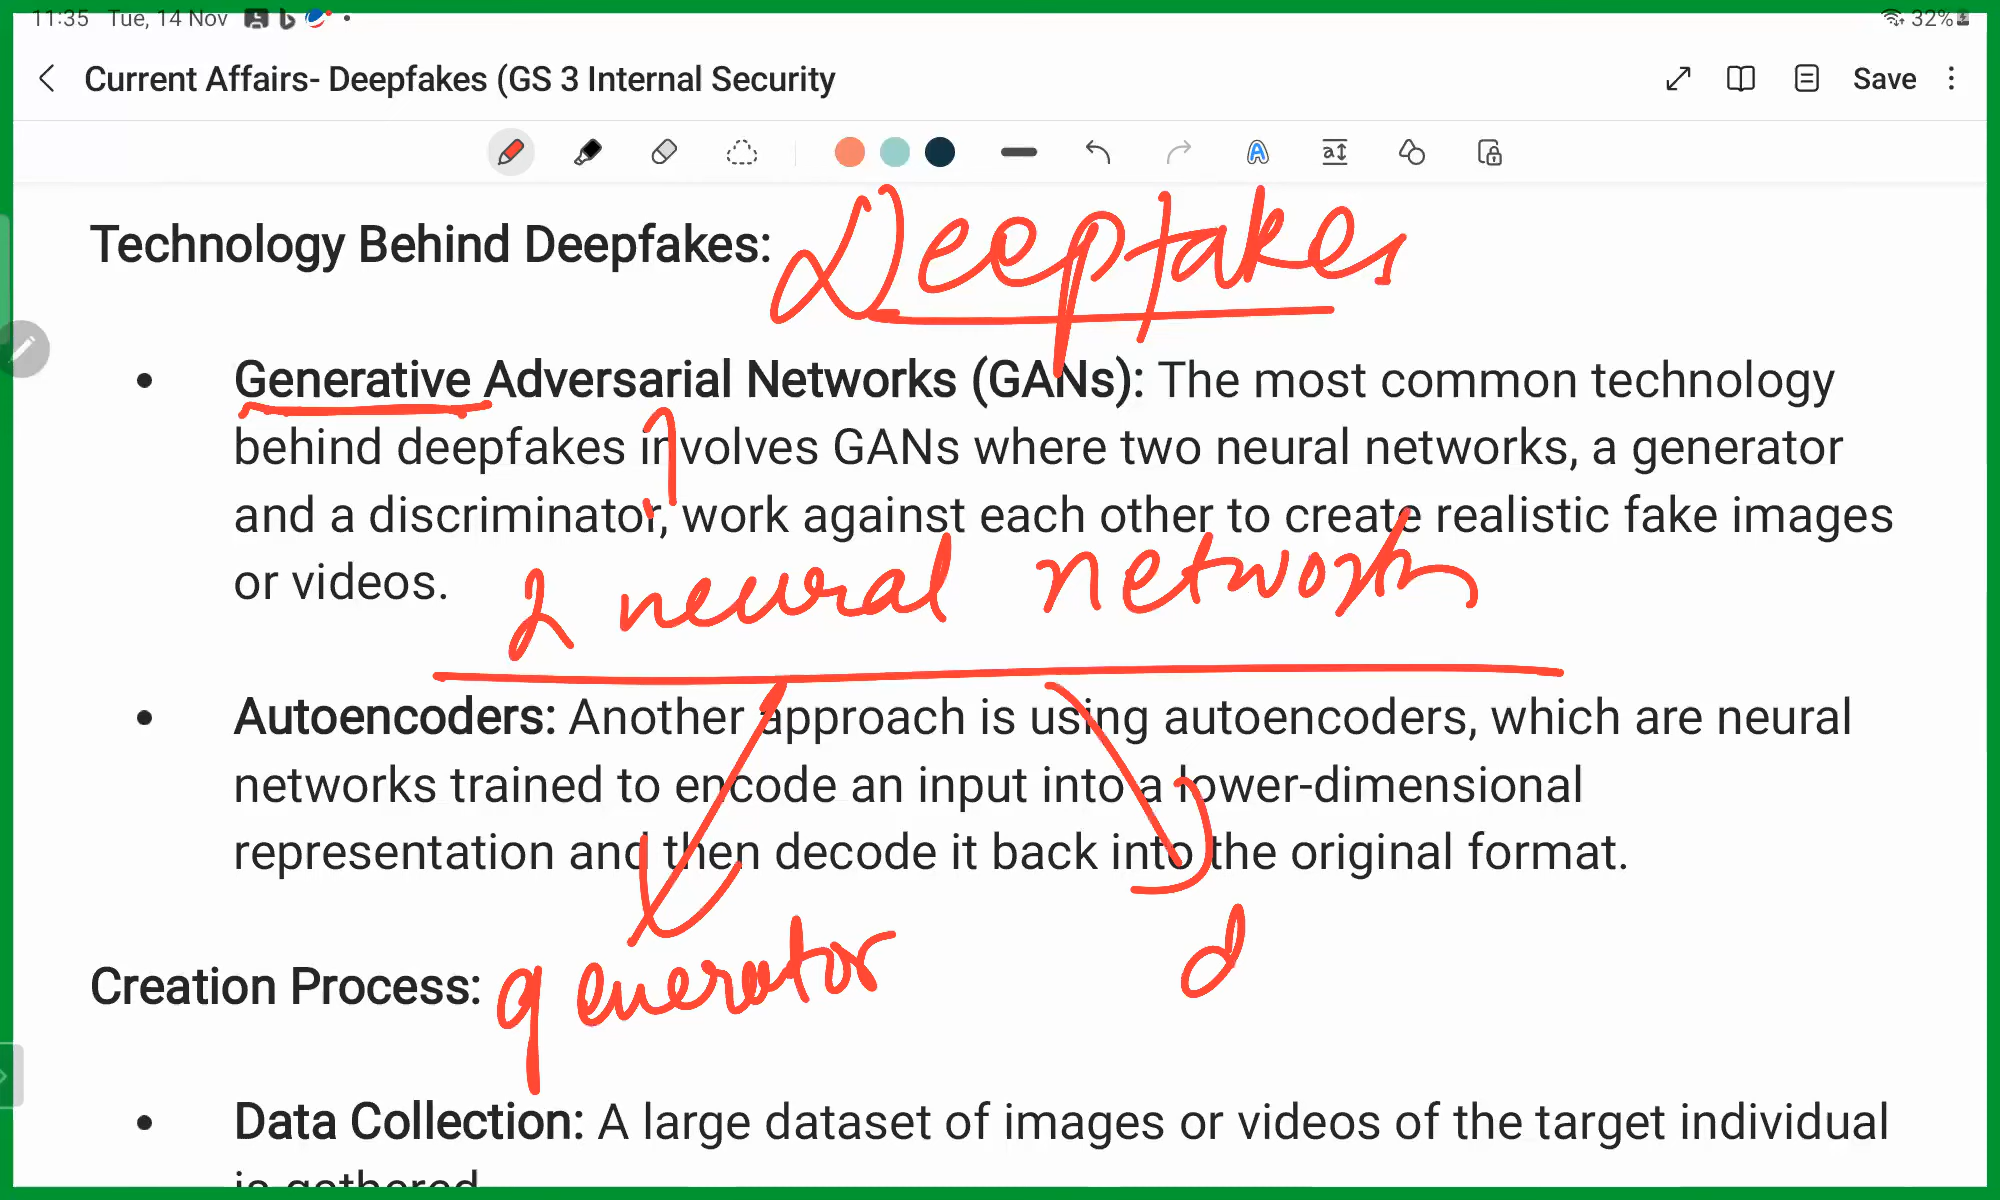 11:35 Tue, 14 Nov
32%
Current Affairs- Deepfakes (GS 3 Internal Security
Save
Technology Behind Deepfakes:
Deepfakes
• Generative Adversarial Networks (GANs): The most common technology
behind deepfakes involves GANs where two neural networks, a generator
and a discriminator, work against each other to create realistic fake images
or videos.
2 neural networks
• Autoencoders: Another approach is using autoencoders, which are neural
networks trained to encode an input into a lower-dimensional
representation and then decode it back into the original format.
generator
d
Creation Process:
• Data Collection: A large dataset of images or videos of the target individual
is gathered